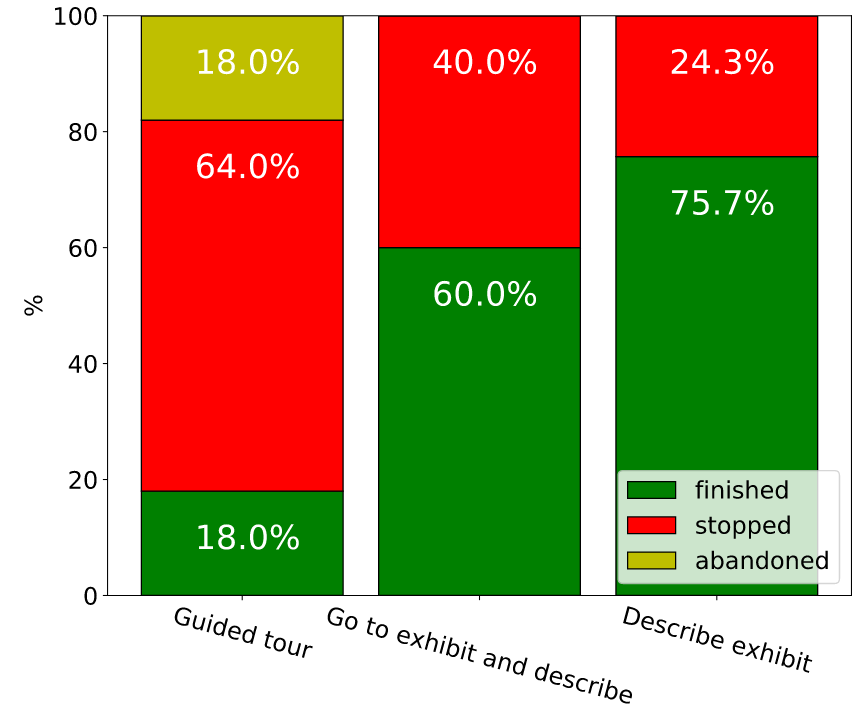 100
80
60
40
20
0
%
18.0%
64.0%
18.0%
40.0%
60.0%
24.3%
75.7%
finished
stopped
abandoned
Guided tour
Go to exhibit and describe
Describe exhibit